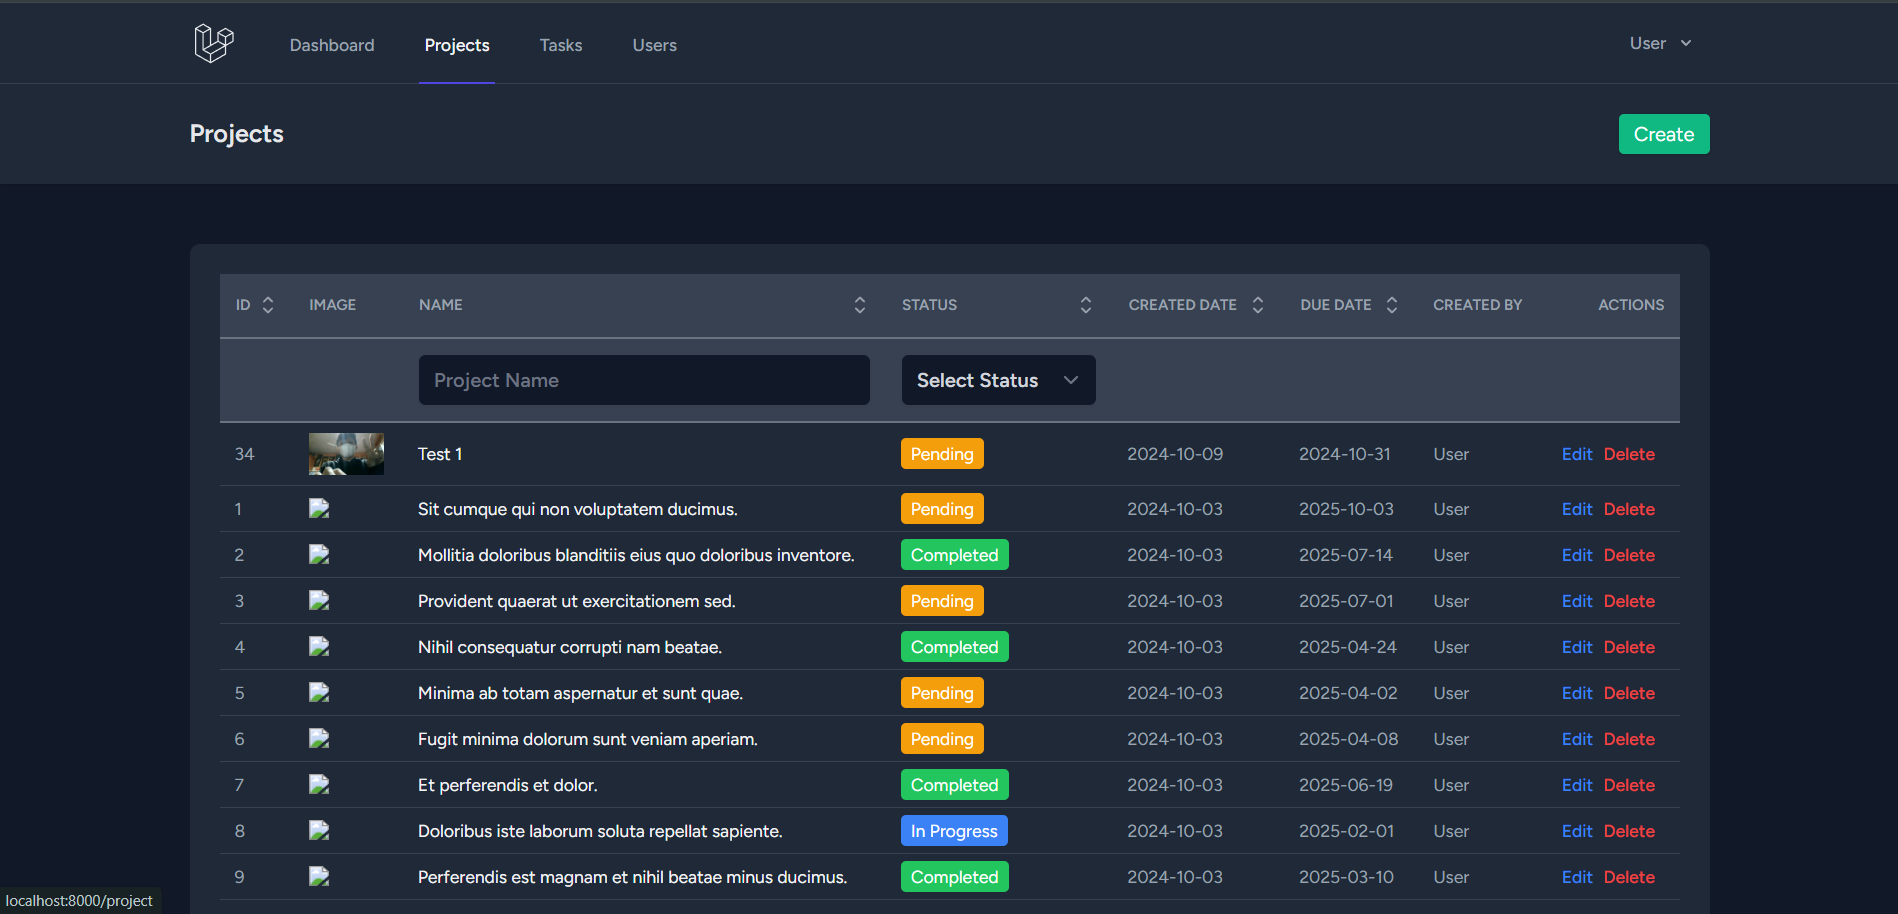 Dashboard Projects Tasks Users User
Projects Create
ID IMAGE NAME STATUS CREATED DATE DUE DATE CREATED BY ACTIONS
Project Name Select Status
34 Test 1 Pending 2024-10-09 2024-10-31 User Edit Delete
1 Sit cumque qui non voluptatem ducimus. Pending 2024-10-03 2025-10-03 User Edit Delete
2 Mollitia doloribus blanditiis eius quo doloribus inventore. Completed 2024-10-03 2025-07-14 User Edit Delete
3 Provident quaerat ut exercitationem sed. Pending 2024-10-03 2025-07-01 User Edit Delete
4 Nihil consequatur corrupti nam beatae. Completed 2024-10-03 2025-04-24 User Edit Delete
5 Minima ab totam aspernatur et sunt quae. Pending 2024-10-03 2025-04-02 User Edit Delete
6 Fugit minima dolorum sunt veniam aperiam. Pending 2024-10-03 2025-04-08 User Edit Delete
7 Et perferendis et dolor. Completed 2024-10-03 2025-06-19 User Edit Delete
8 Doloribus iste laborum soluta repellat sapiente. In Progress 2024-10-03 2025-02-01 User Edit Delete
9 Perferendis est magnam et nihil beatae minus ducimus. Completed 2024-10-03 2025-03-10 User Edit Delete
localhost:8000/project